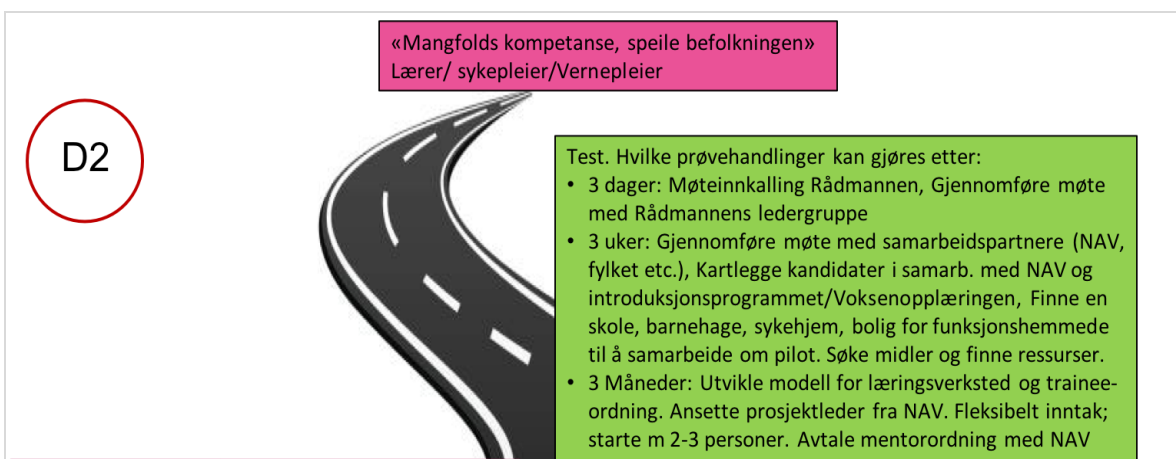 «Mangfolds kompetanse, speile befolkningen»
Lærer/ sykepleier/Vernepleier
D2
Test. Hvilke prøvehandlinger kan gjøres etter:
• 3 dager: Møteinnkalling Rådmannen, Gjennomføre møte
med Rådmannens ledergruppe
• 3 uker: Gjennomføre møte med samarbeidspartnere (NAV,
fylket etc.), Kartlegge kandidater i samarb. med NAV og
introduksjonsprogrammet/Voksenopplæringen, Finne en
skole, barnehage, sykehjem, bolig for funksjonshemmede
til å samarbeide om pilot. Søke midler og finne ressurser.
• 3 Måneder: Utvikle modell for læringsverksted og trainee-
ordning. Ansette prosjektleder fra NAV. Fleksibelt inntak;
starte m 2-3 personer. Avtale mentorordning med NAV